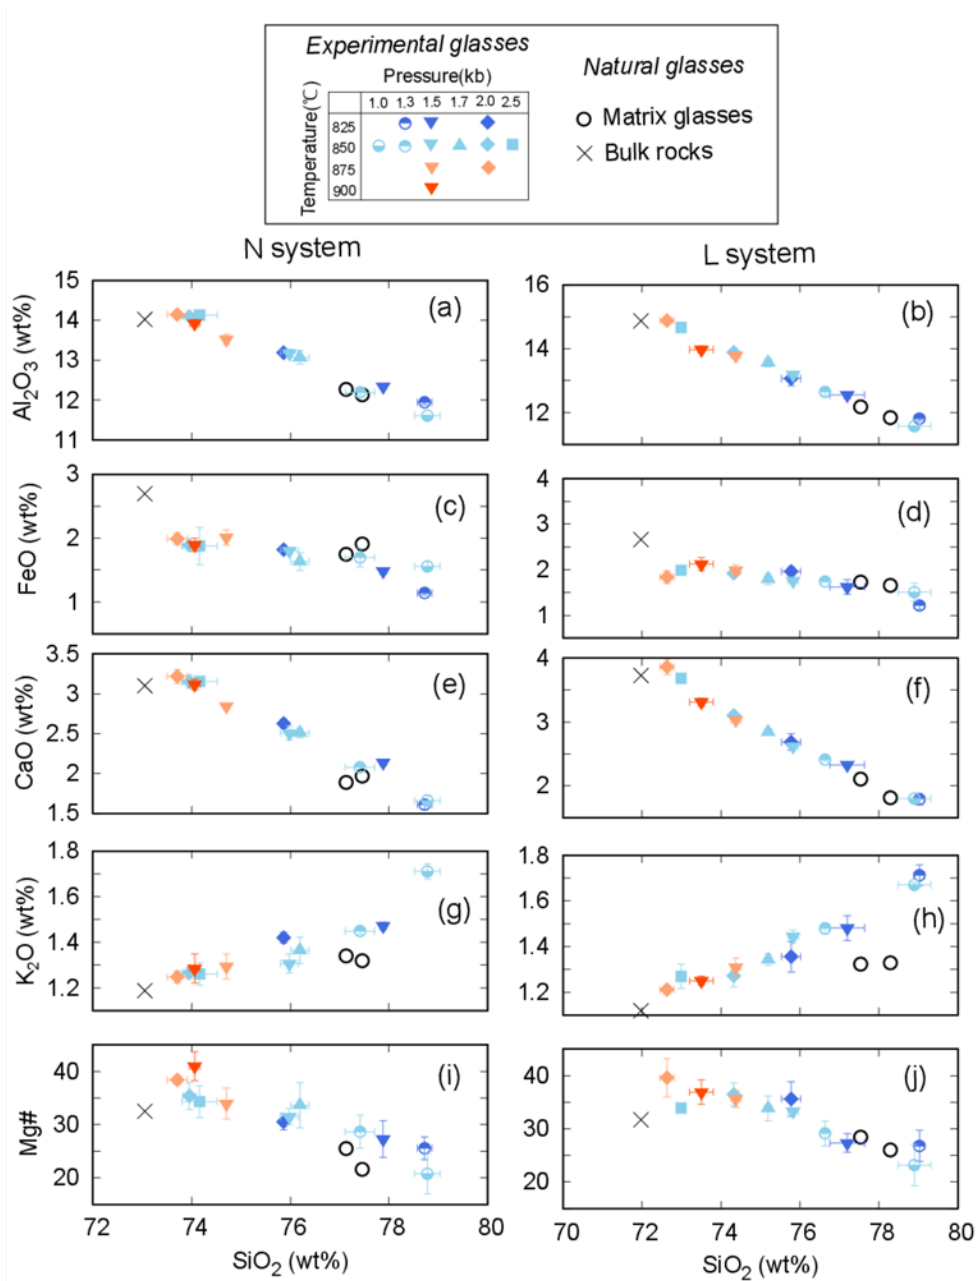 Experimental glasses
Natural glasses
Pressure(kb)
Temperature(℃)
1.0 1.3 1.5 1.7 2.0 2.5
825
850
875
900
Matrix glasses
Bulk rocks
N system
L system
Al2O3 (wt%)
15
14
13
12
11
(a)
16
14
12
(b)
FeO (wt%)
3
2
1
(c)
4
3
2
1
(d)
CaO (wt%)
3.5
3
2.5
2
1.5
(e)
4
3
2
(f)
K2O (wt%)
1.8
1.6
1.4
1.2
(g)
1.8
1.6
1.4
1.2
(h)
Mg#
40
30
20
(i)
40
30
20
(j)
72 74 76 78 80
70 72 74 76 78 80
SiO2 (wt%)
SiO2 (wt%)